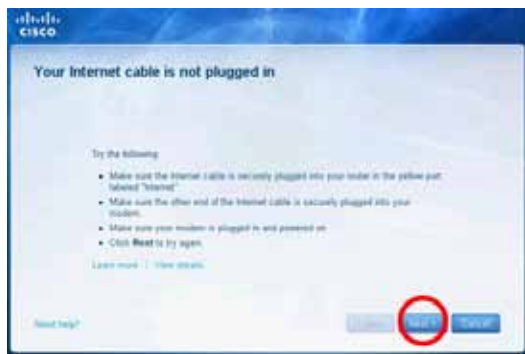 CISCO
Your Internet cable is not plugged in
Try the following
• Make sure the Internet cable is securely plugged into your router in the yellow port
labeled "Internet"
• Make sure the other end of the Internet cable is securely plugged into your
modem.
• Make sure your modem is plugged in and powered on
• Click Next to try again.
Learn more | View details
Need help?
Next
Cancel